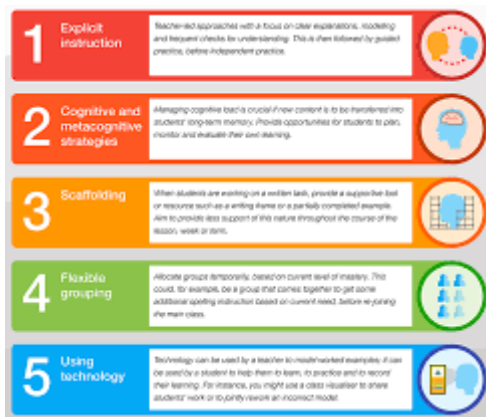 1
Explicit
instruction
Teacher-led approaches with a focus on clear explanations, modelling
and frequent checks for understanding. This is then followed by guided
practice, before independent practice.
2
Cognitive and
metacognitive
strategies
Managing cognitive load is crucial if new content is to be transferred into
students' long-term memory. Provide opportunities for students to plan,
monitor and evaluate their own learning.
3
Scaffolding
When students are working on a written task, provide a supportive tool
or resource such as a writing frame or a partially completed example.
Aim to provide less support of this nature throughout the course of the
lesson, week or term.
4
Flexible
grouping
Allocate groups temporarily, based on current level of mastery. This
could, for example, be a group that comes together to get some
additional spelling instruction based on current need, before re-joining
the main class.
5
Using
technology
Technology can be used by a teacher to model worked examples; it can
be used by a student to help them to learn, to practice and to record
their learning. For instance, you might use a class visualiser to share
students' work or to jointly rework an incorrect model.